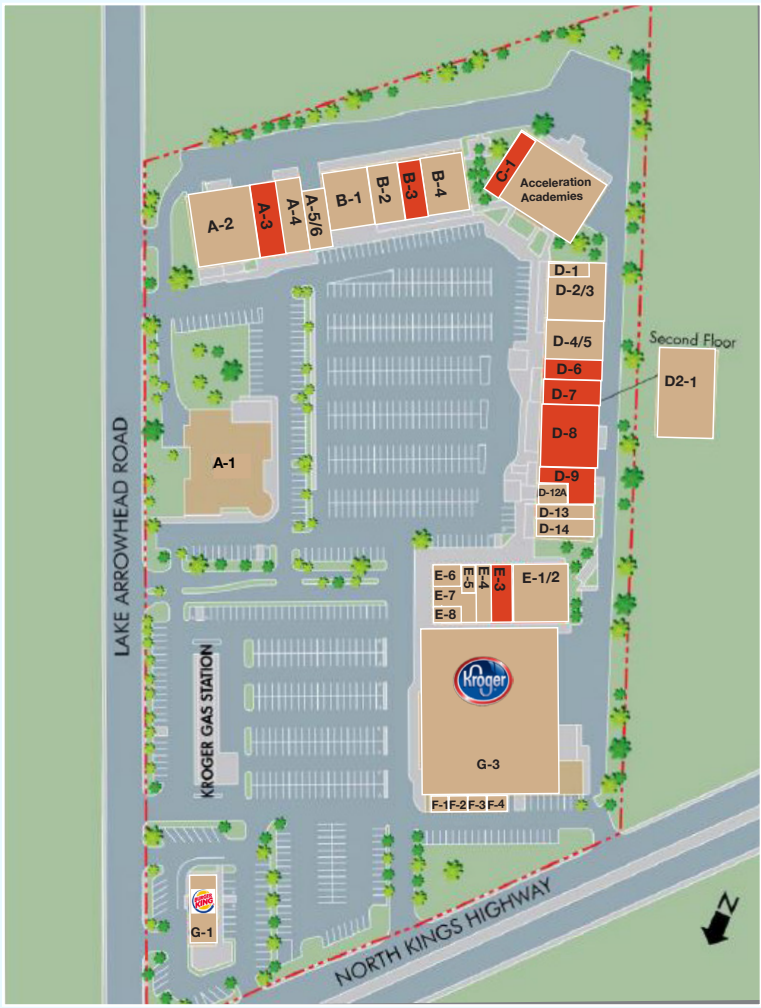 C-1
Acceleration
Academies
A-2
A-3
A-4
A-5/6
B-1
B-2
B-3
B-4
D-1
D-2/3
D-4/5
D-6
D-7
D-8
D-9
D-12A
D-13
D-14
Second Floor
D2-1
A-1
LAKE ARROWHEAD ROAD
E-6
E-5
E-4
E-3
E-1/2
E-7
E-8
KROGER GAS STATION
Kroger
G-3
F-1 F-2 F-3 F-4
BURGER
KING
G-1
NORTH KINGS HIGHWAY
N